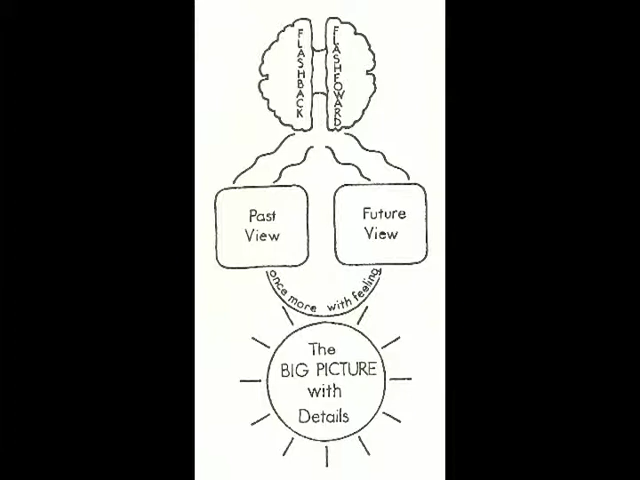 FLASHBACK
FLASHFOWARD
Past
View
Future
View
once more with feeling
The
BIG PICTURE
with
Details